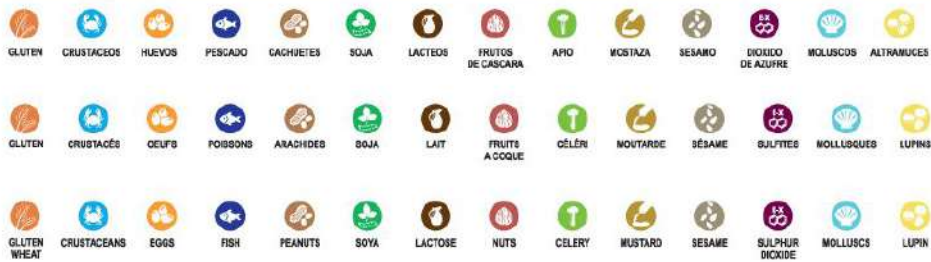 E-X
GLUTEN CRUSTACEOS HUEVOS PESCADO CACHUETES SOJA LACTEOS FRUTOS DE CASCARA APIO MOSTAZA SESAMO DIOXIDO DE AZUFRE MOLUSCOS ALTRAMUCES
E-X
GLUTEN CRUSTACÉS OEUFS POISSONS ARACHIDES SOJA LAIT FRUITS A COQUE CÉLÉRI MOUTARDE SÉSAME SULFITES MOLLUSQUES LUPINS
E-X
GLUTEN WHEAT CRUSTACEANS EGGS FISH PEANUTS SOYA LACTOSE NUTS CELERY MUSTARD SESAME SULPHUR DIOXIDE MOLLUSCS LUPIN